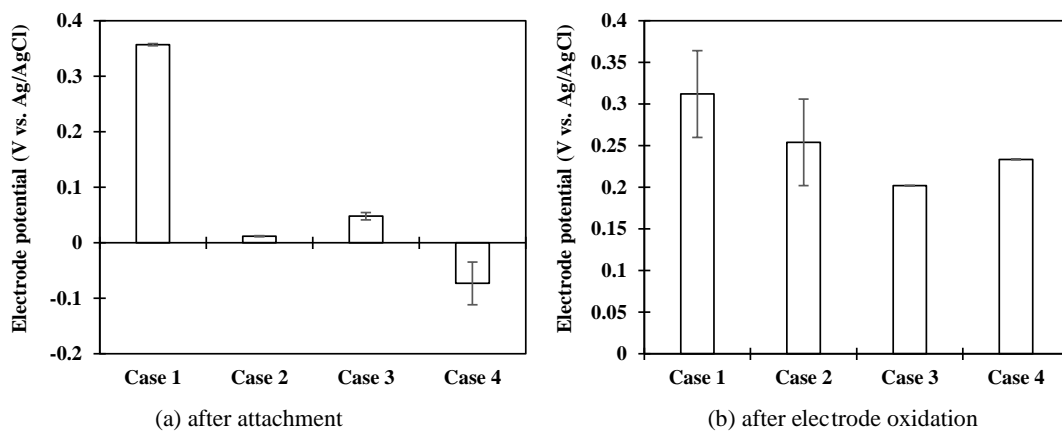 Electrode potential (V vs. Ag/AgCl)
0.4
0.3
0.2
0.1
0
-0.1
-0.2
Case 1 Case 2 Case 3 Case 4
(a) after attachment
Electrode potential (V vs. Ag/AgCl)
0.4
0.35
0.3
0.25
0.2
0.15
0.1
0.05
0
Case 1 Case 2 Case 3 Case 4
(b) after electrode oxidation